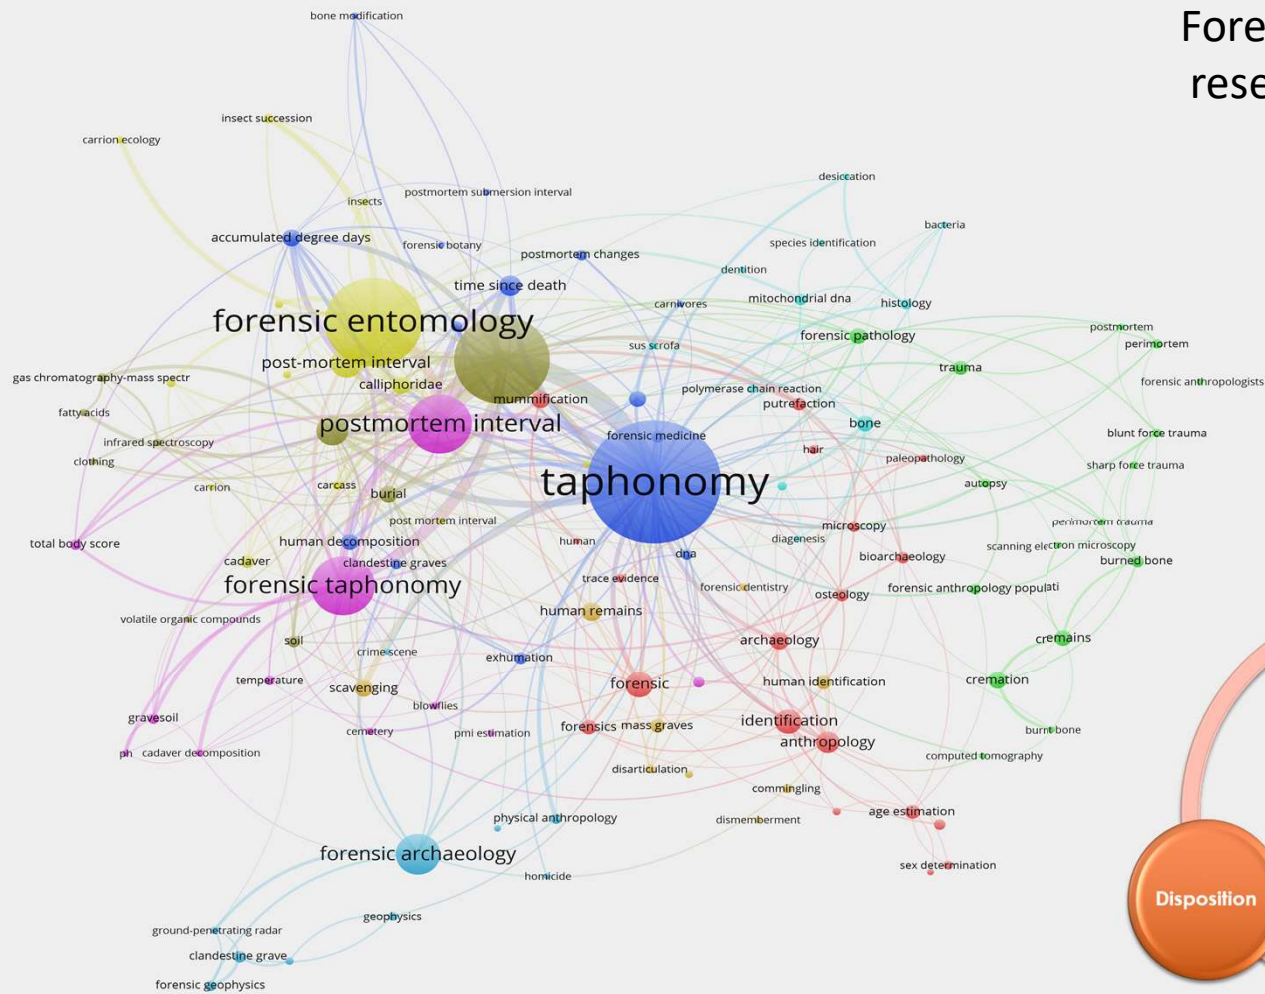 bone modification
Fore
rese
insect succession
carrion ecology
desiccation
postmortem submersion interval
insects
bacteria
accumulated degree days
forensic botany
species identification
postmortem changes
dentition
time since death
mitochondrial dna
carnivores
histology
forensic entomology
postmortem
forensic pathology
perimortem
sus scrofa
post-mortem interval
trauma
gas chromatography-mass spectr
calliphoridae
forensic anthropologists
polymerase chain reaction
mummification
putrefaction
fatty acids
postmortem interval
bone
blunt force trauma
forensic medicine
infrared spectroscopy
hair
paleopathology
clothing
sharp force trauma
taphonomy
carcass
autopsy
carrion
burial
post mortem interval
perimortem trauma
microscopy
human
diagenesis
human decomposition
total body score
scanning electron microscopy
dna
bioarchaeology
cadaver
clandestine graves
burned bone
trace evidence
forensic taphonomy
forensic dentistry
forensic anthropology populati
osteology
human remains
volatile organic compounds
soil
archaeology
cremains
crime scene
exhumation
temperature
forensic
human identification
cremation
scavenging
blowflies
gravesoil
identification
forensics
mass graves
cemetery
pmi estimation
burnt bone
anthropology
ph
cadaver decomposition
computed tomography
disarticulation
commingling
age estimation
physical anthropology
dismemberment
forensic archaeology
sex determination
homicide
Disposition
geophysics
ground-penetrating radar
clandestine grave
forensic geophysics